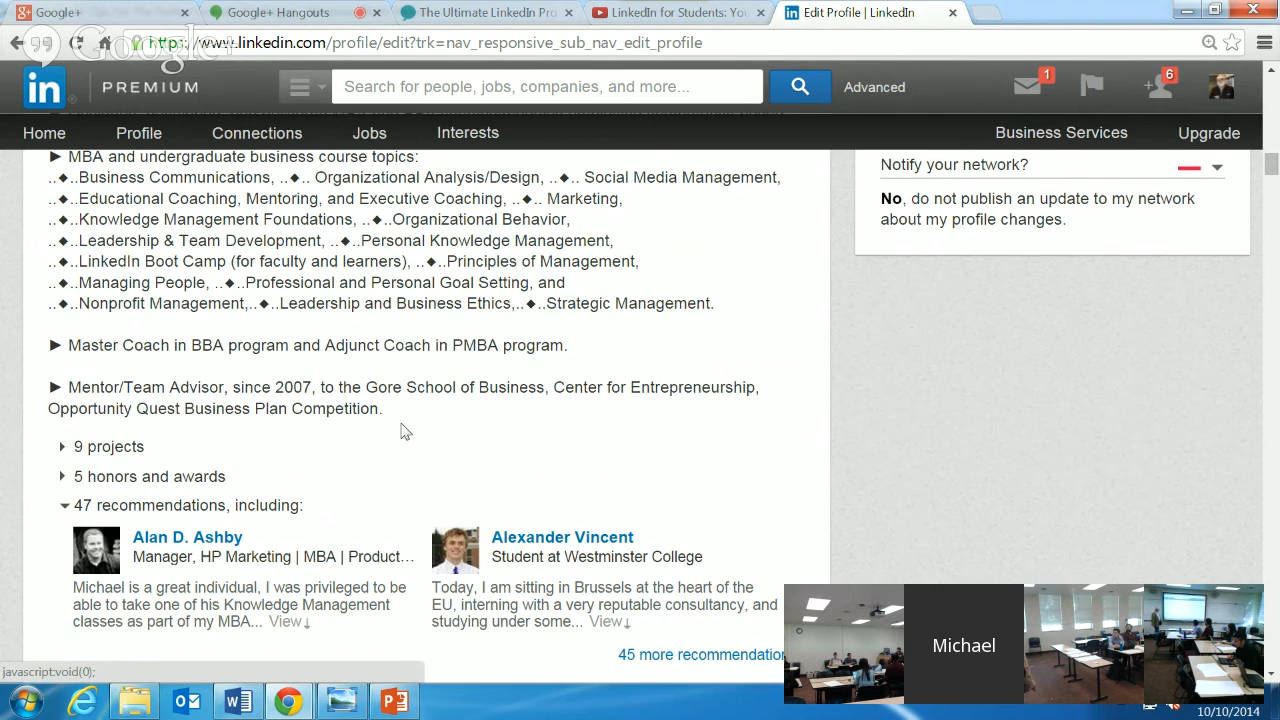 Google+
Google+ Hangouts
The Ultimate LinkedIn Pro
LinkedIn for Students: You
Edit Profile | LinkedIn
https://www.linkedin.com/profile/edit?trk=nav_responsive_sub_nav_edit_profile
Google+
in PREMIUM
Search for people, jobs, companies, and more...
Advanced
1
6
Home Profile Connections Jobs Interests
Business Services Upgrade
► MBA and undergraduate business course topics:
..◆..Business Communications, ..◆.. Organizational Analysis/Design, ..◆.. Social Media Management,
..◆..Educational Coaching, Mentoring, and Executive Coaching, ..◆.. Marketing,
..◆..Knowledge Management Foundations, ..◆..Organizational Behavior,
..◆..Leadership & Team Development, ..◆..Personal Knowledge Management,
..◆..LinkedIn Boot Camp (for faculty and learners), ..◆..Principles of Management,
..◆..Managing People, ..◆..Professional and Personal Goal Setting, and
..◆..Nonprofit Management,..◆..Leadership and Business Ethics,..◆..Strategic Management.
► Master Coach in BBA program and Adjunct Coach in PMBA program.
► Mentor/Team Advisor, since 2007, to the Gore School of Business, Center for Entrepreneurship,
Opportunity Quest Business Plan Competition.
9 projects
5 honors and awards
47 recommendations, including:
Alan D. Ashby
Manager, HP Marketing | MBA | Product...
Michael is a great individual, I was privileged to be
able to take one of his Knowledge Management
classes as part of my MBA... View↓
Alexander Vincent
Student at Westminster College
Today, I am sitting in Brussels at the heart of the
EU, interning with a very reputable consultancy, and
studying under some... View↓
45 more recommendation
Notify your network?
No, do not publish an update to my network
about my profile changes.
Michael
javascript:void(0);
10/10/2014